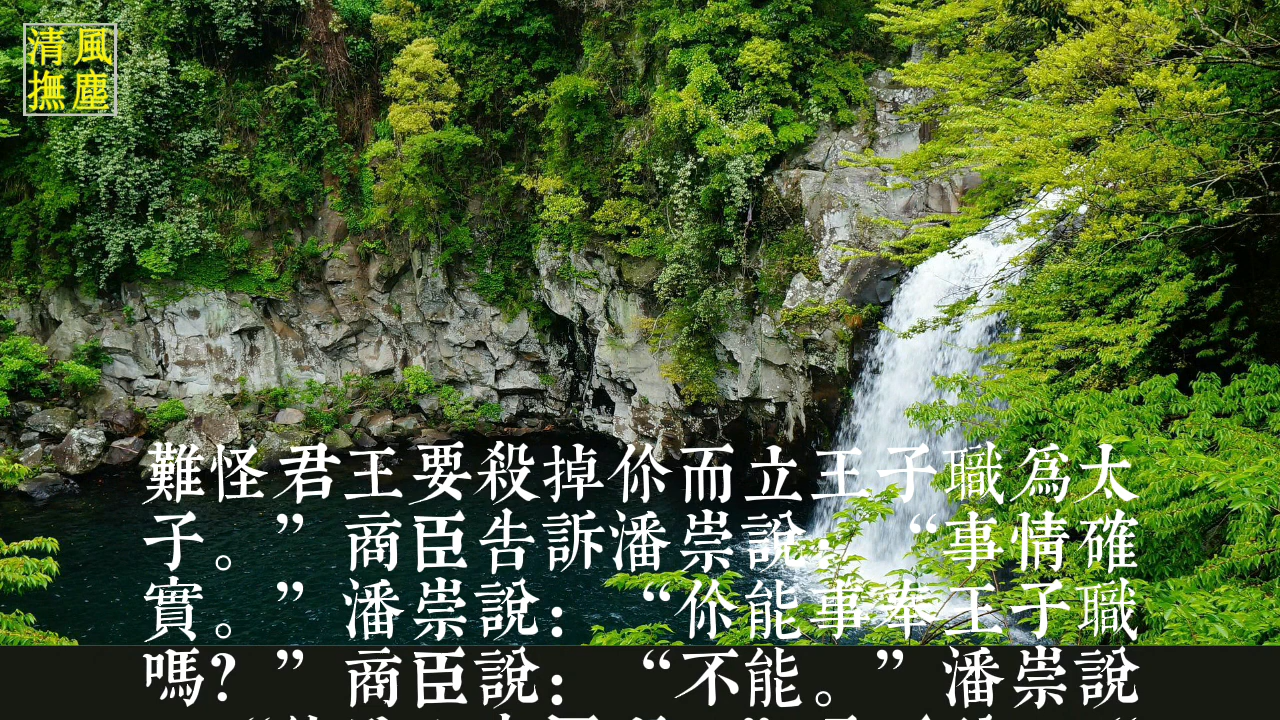 清風
撫塵
難怪君王要殺掉你而立王子職爲太
子。”商臣告訴潘崇說：“事情確
實。”潘崇說：“你能事奉王子職
嗎？”商臣說：“不能。”潘崇說